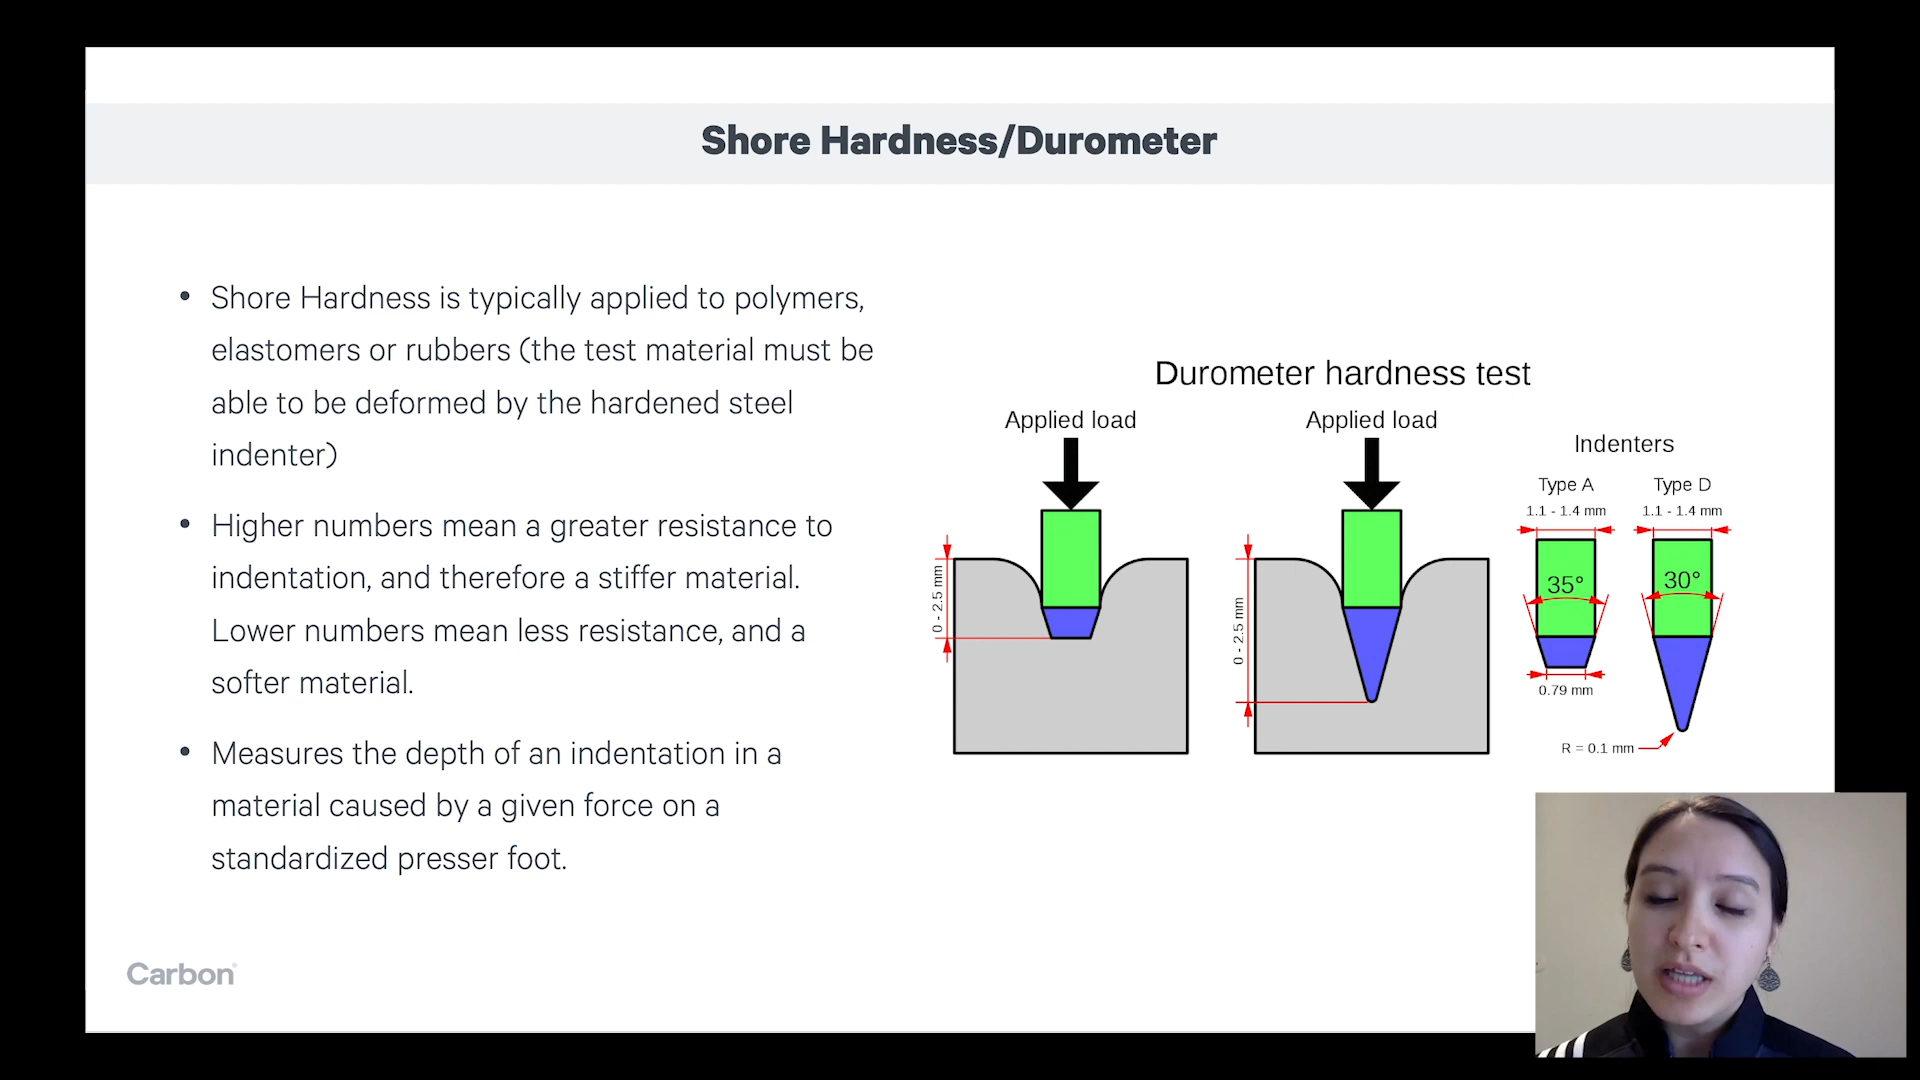 Shore Hardness/Durometer
• Shore Hardness is typically applied to polymers,
elastomers or rubbers (the test material must be
able to be deformed by the hardened steel
indenter)
• Higher numbers mean a greater resistance to
indentation, and therefore a stiffer material.
Lower numbers mean less resistance, and a
softer material.
• Measures the depth of an indentation in a
material caused by a given force on a
standardized presser foot.
Durometer hardness test
Applied load
Applied load
Indenters
Type A
Type D
1.1 - 1.4 mm
1.1 - 1.4 mm
0 - 2.5 mm
0 - 2.5 mm
35°
30°
0.79 mm
R = 0.1 mm
Carbon